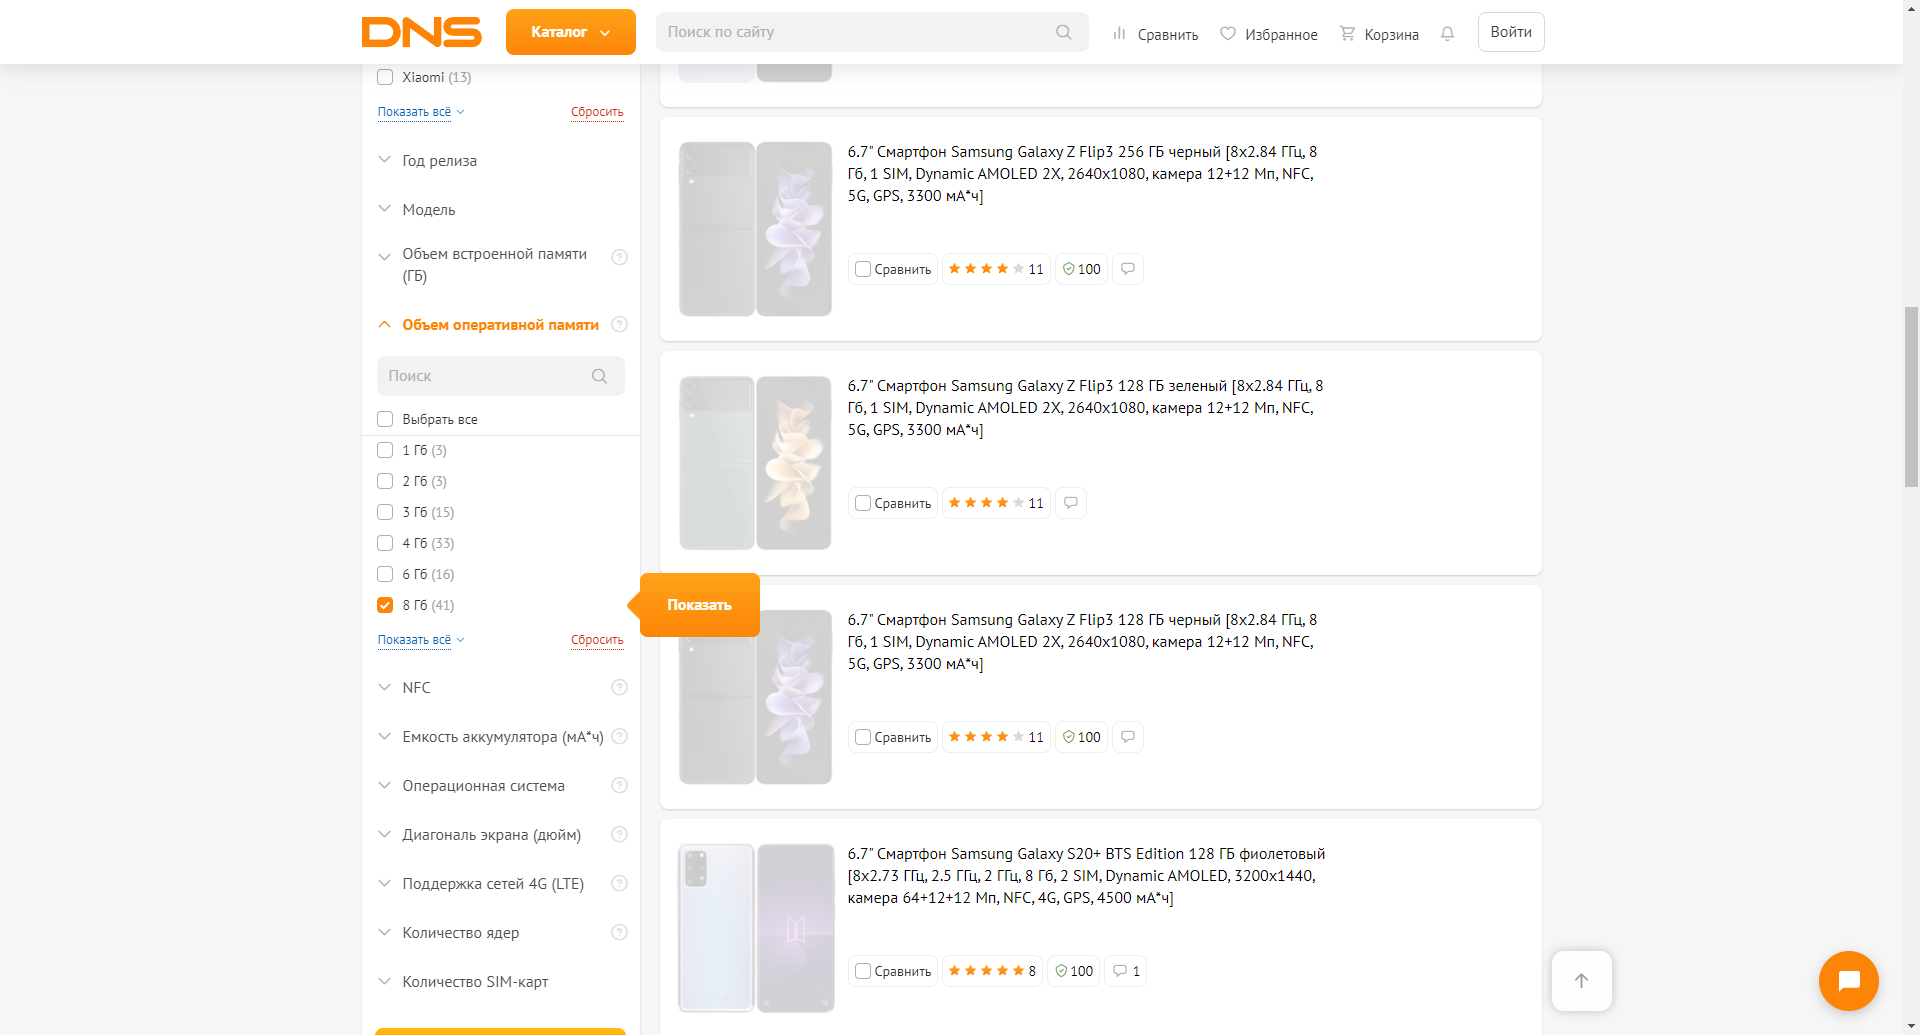 DNS
Каталог
Поиск по сайту
Сравнить
Избранное
Корзина
Войти
Xiaomi (13)
Показать всё
Сбросить
Год релиза
Модель
Объем встроенной памяти
(ГБ)
?
Объем оперативной памяти
?
Поиск
Выбрать все
1 Гб (3)
2 Гб (3)
3 Гб (15)
4 Гб (33)
6 Гб (16)
8 Гб (41)
Показать
Показать всё
Сбросить
NFC
?
Емкость аккумулятора (мА*ч)
?
Операционная система
?
Диагональ экрана (дюйм)
?
Поддержка сетей 4G (LTE)
?
Количество ядер
?
Количество SIM-карт
6.7" Смартфон Samsung Galaxy Z Flip3 256 ГБ черный [8x2.84 ГГц, 8
Гб, 1 SIM, Dynamic AMOLED 2X, 2640x1080, камера 12+12 Мп, NFC,
5G, GPS, 3300 мА*ч]
Сравнить
11
100
6.7" Смартфон Samsung Galaxy Z Flip3 128 ГБ зеленый [8x2.84 ГГц, 8
Гб, 1 SIM, Dynamic AMOLED 2X, 2640x1080, камера 12+12 Мп, NFC,
5G, GPS, 3300 мА*ч]
Сравнить
11
6.7" Смартфон Samsung Galaxy Z Flip3 128 ГБ черный [8x2.84 ГГц, 8
Гб, 1 SIM, Dynamic AMOLED 2X, 2640x1080, камера 12+12 Мп, NFC,
5G, GPS, 3300 мА*ч]
Сравнить
11
100
6.7" Смартфон Samsung Galaxy S20+ BTS Edition 128 ГБ фиолетовый
[8x2.73 ГГц, 2.5 ГГц, 2 ГГц, 8 Гб, 2 SIM, Dynamic AMOLED, 3200x1440,
камера 64+12+12 Мп, NFC, 4G, GPS, 4500 мА*ч]
Сравнить
8
100
1